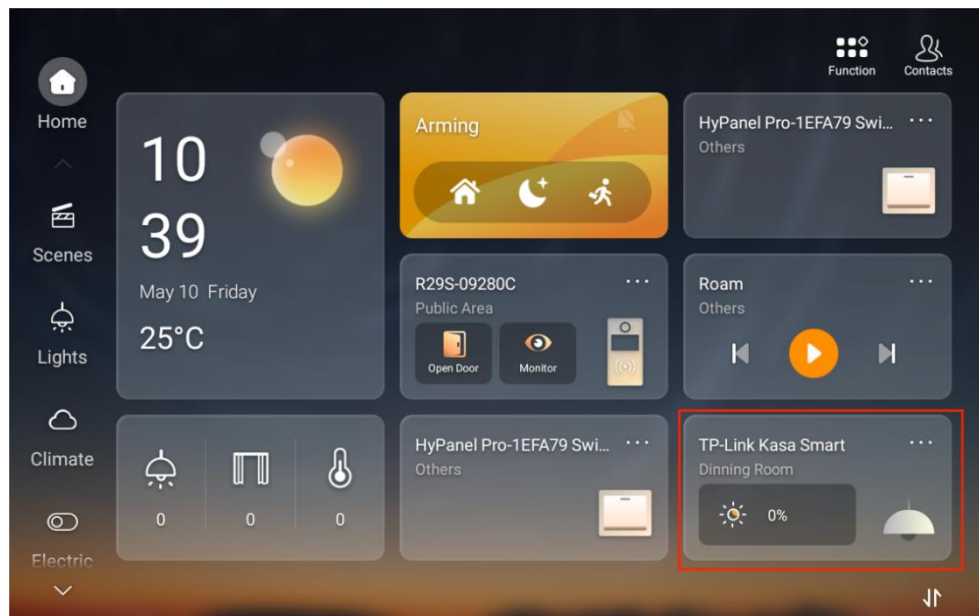 Function
Contacts
Home
Scenes
Lights
Climate
Electric
10
39
May 10 Friday
25°C
0
0
0
Arming
R29S-09280C
Public Area
Open Door
Monitor
HyPanel Pro-1EFA79 Swi...
Others
HyPanel Pro-1EFA79 Swi...
Others
Roam
Others
TP-Link Kasa Smart
Dinning Room
0%